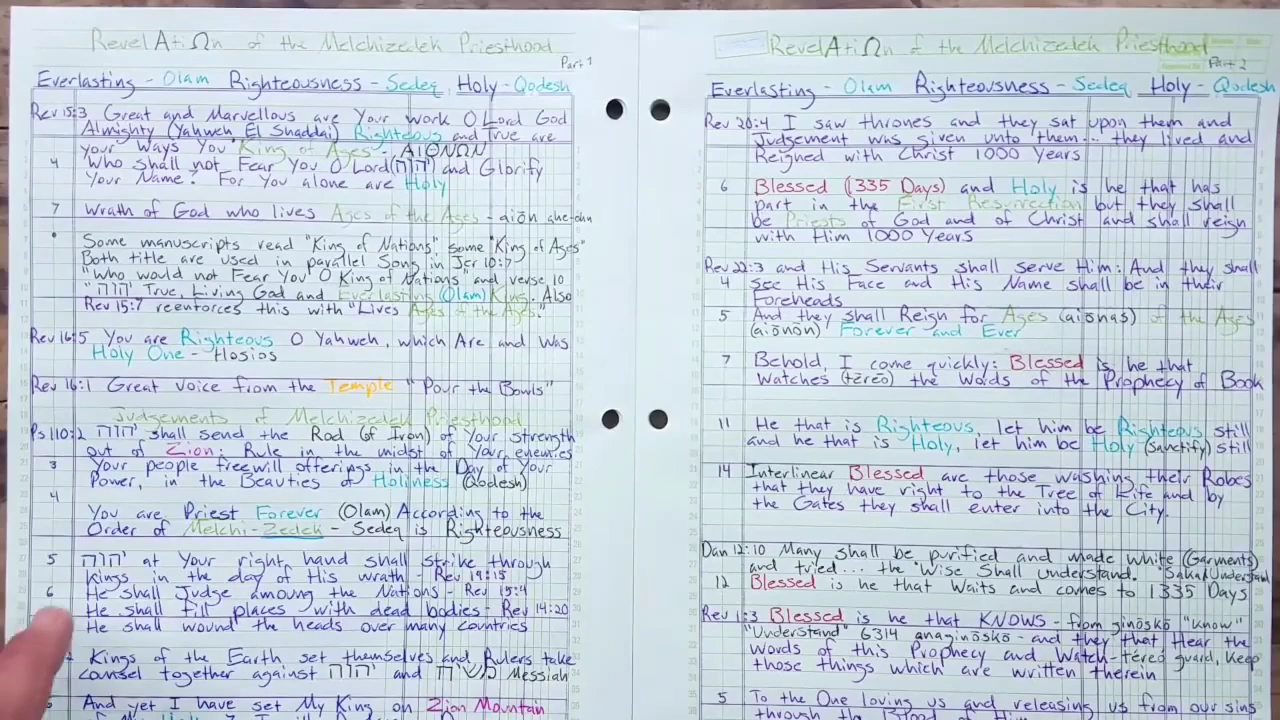 RevelAtiΩn of the Melchizedek Priesthood
Part 1
Everlasting - Olam Righteousness - Sedeq Holy - Qodesh
Rev 15:3 Great and Marvellous are Your work O Lord God
Almighty (Yahweh El Shaddai) Righteous and True are
your Ways You King of Ages - AIΩNΩN
4 Who shall not Fear You O Lord (יהוה) and Glorify
Your Name? For You alone are Holy
7 Wrath of God who lives Ages of the Ages - aiōn ahe-ohn
• Some manuscripts read "King of Nations" some "King of Ages"
Both title are used in parallel Song in Jer 10:7
"Who would not Fear You O King of Nations" and verse 10
"יהוה True, Living God and Everlasting (Olam) King. Also
Rev 15:7 reenforces this with "Lives Ages of the Ages."
Rev 16:5 You are Righteous O Yahweh, which Are and Was
Holy One - Hosios
Rev 16:1 Great voice from the Temple "Pour the Bowls"
Judgements of Melchizedek Priesthood
Ps 110:2 יהוה shall send the Rod (of Iron) of Your strength
out of Zion: Rule in the midst of Your enemies
3 Your people freewill offerings in the Day of Your
Power, in the Beauties of Holiness (Qodesh)
4 You are Priest Forever (Olam) According to the
Order of Melchi-Zedek - Sedeq is Righteousness
5 יהוה at Your right hand shall strike through
Kings in the day of His wrath - Rev 19:15
6 He shall Judge amoung the Nations - Rev 15:4
He shall fill places with dead bodies - Rev 14:20
He shall wound the heads over many countries
Kings of the Earth set themselves and Rulers take
counsel together against יהוה and Messiah
And yet I have set My King on Zion Mountain
RevelAtiΩn of the Melchizedek Priesthood
Part 2
Everlasting - Olam Righteousness - Sedeq Holy - Qodesh
Rev 20:4 I saw thrones and they sat upon them and
Judgement was given unto them... they lived and
Reigned with Christ 1000 Years
6 Blessed (1335 Days) and Holy is he that has
part in the First Resurrection but they shall
be Priests of God and of Christ and shall reign
with Him 1000 Years
Rev 22:3 and His Servants shall serve Him: And they shall
4 See His Face and His Name shall be in their
Foreheads
5 And they shall Reign for Ages (aiōnas) of the Ages
(aiōnōn) Forever and Ever
7 Behold, I come quickly: Blessed is he that
Watches (tēreō) the Words of the Prophecy of Book
11 He that is Righteous, let him be Righteous still
and he that is Holy, let him be Holy (Sanctify) still
14 Interlinear Blessed are those washing their Robes
that they have right to the Tree of Life and by
the Gates they shall enter into the City.
Dan 12:10 Many shall be purified and made white (Garments)
and tried... the Wise Shall Understand. Sakal Understand
12 Blessed is he that Waits and comes to 1335 Days
Rev 1:3 Blessed is he that KNOWS - from ginōskō "Know"
"Understand" 6314 anaginōskō - and they that Hear the
words of this Prophecy and Watch - tēreō guard, keep
those things which are written therein
5 To the One loving us and releasing us from our sins
through the Blood of